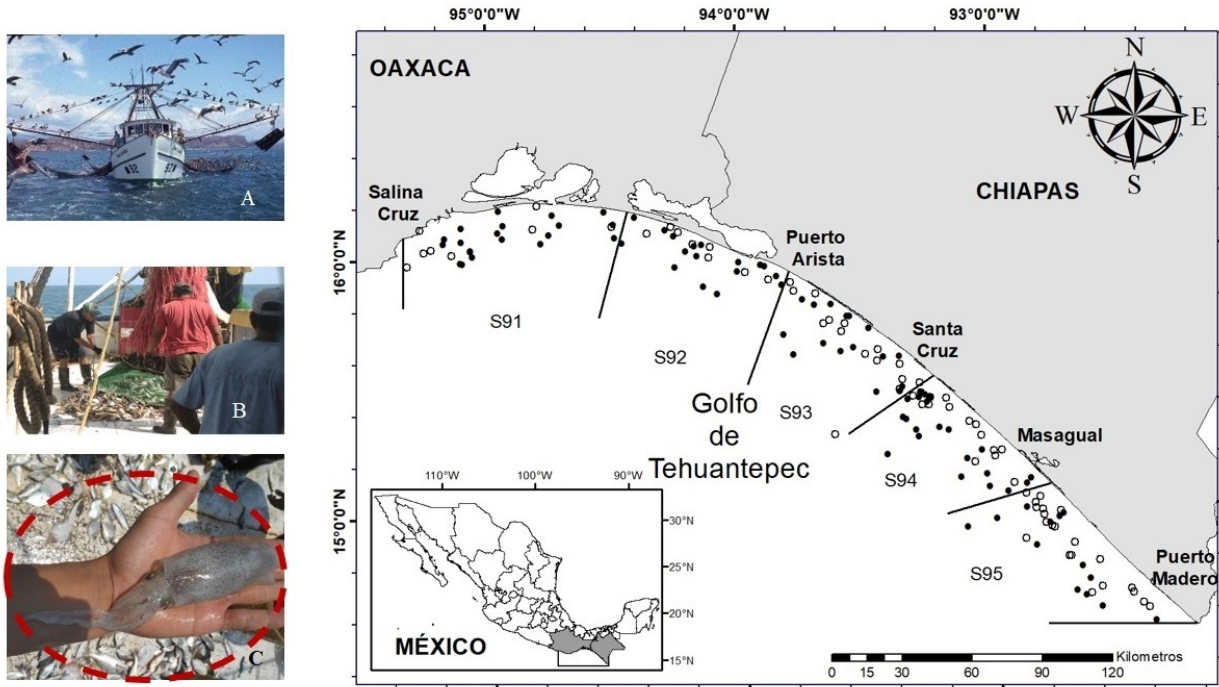 A
B
C
95°0'0"W
94°0'0"W
93°0'0"W
16°0'0"N
15°0'0"N
OAXACA
CHIAPAS
N
W
E
S
Salina
Cruz
Puerto
Arista
Santa
Cruz
Masagual
Puerto
Madero
S91
S92
S93
S94
S95
Golfo
de
Tehuantepec
110°W
100°W
90°W
30°N
25°N
20°N
15°N
MÉXICO
0 15 30 60 90 120
Kilometros